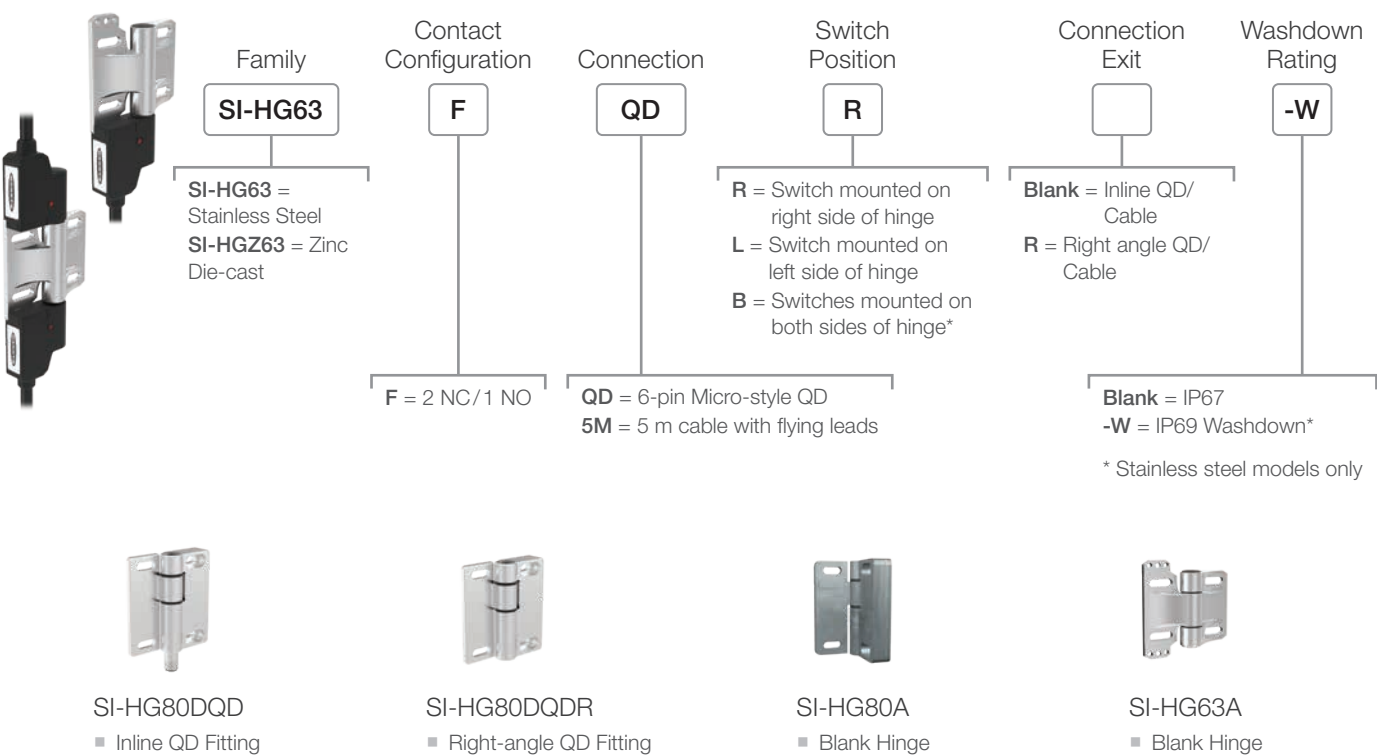 Family
Contact
Configuration
Connection
Switch
Position
Connection
Exit
Washdown
Rating
SI-HG63
F
QD
R
-W
SI-HG63 =
Stainless Steel
SI-HGZ63 = Zinc
Die-cast
R = Switch mounted on
right side of hinge
L = Switch mounted on
left side of hinge
B = Switches mounted on
both sides of hinge*
Blank = Inline QD/
Cable
R = Right angle QD/
Cable
F = 2 NC/1 NO
QD = 6-pin Micro-style QD
5M = 5 m cable with flying leads
Blank = IP67
-W = IP69 Washdown*
* Stainless steel models only
SI-HG80DQD
■ Inline QD Fitting
SI-HG80DQDR
■ Right-angle QD Fitting
SI-HG80A
■ Blank Hinge
SI-HG63A
■ Blank Hinge